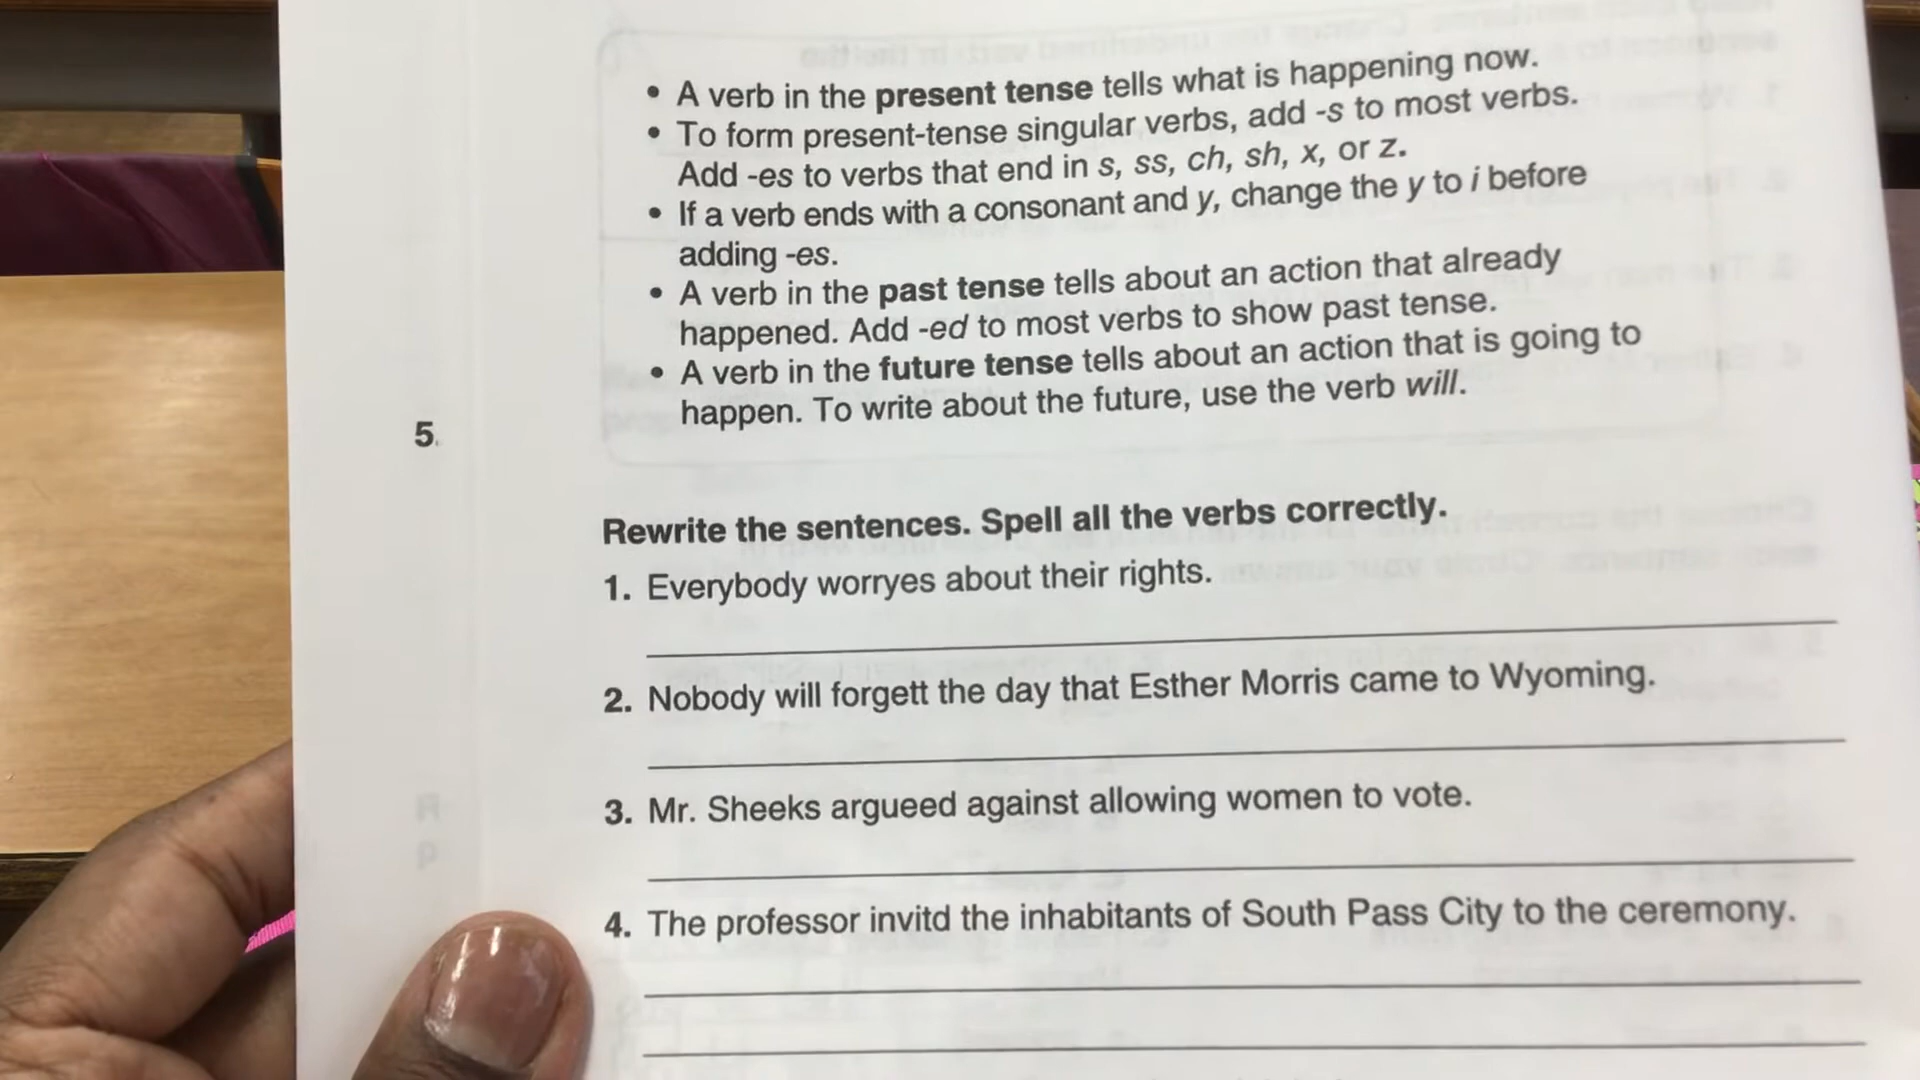 • A verb in the present tense tells what is happening now.
• To form present-tense singular verbs, add -s to most verbs.
Add -es to verbs that end in s, ss, ch, sh, x, or z.
• If a verb ends with a consonant and y, change the y to i before
adding -es.
• A verb in the past tense tells about an action that already
happened. Add -ed to most verbs to show past tense.
• A verb in the future tense tells about an action that is going to
happen. To write about the future, use the verb will.
5.
Rewrite the sentences. Spell all the verbs correctly.
1. Everybody worryes about their rights.
2. Nobody will forgett the day that Esther Morris came to Wyoming.
3. Mr. Sheeks argueed against allowing women to vote.
4. The professor invitd the inhabitants of South Pass City to the ceremony.